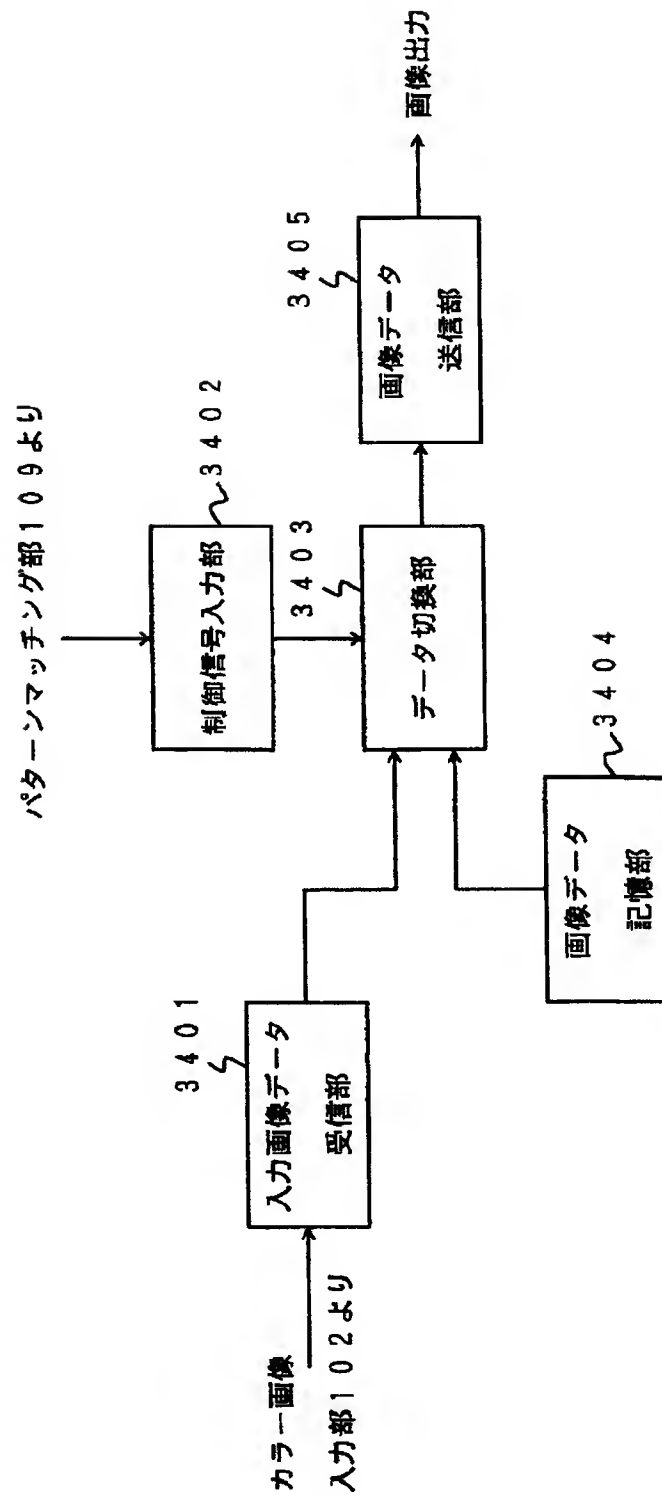 パターンマッチング部１０９より
制御信号入力部
３４０２
カラー画像
入力部１０２より
３４０１
入力画像データ
受信部
３４０３
データ切換部
３４０５
画像データ
送信部
画像出力
３４０４
画像データ
記憶部